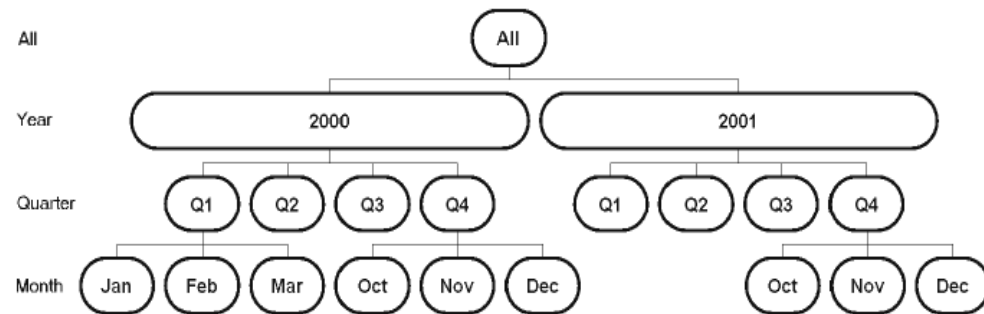 All All
Year 2000 2001
Quarter Q1 Q2 Q3 Q4 Q1 Q2 Q3 Q4
Month Jan Feb Mar Oct Nov Dec Oct Nov Dec